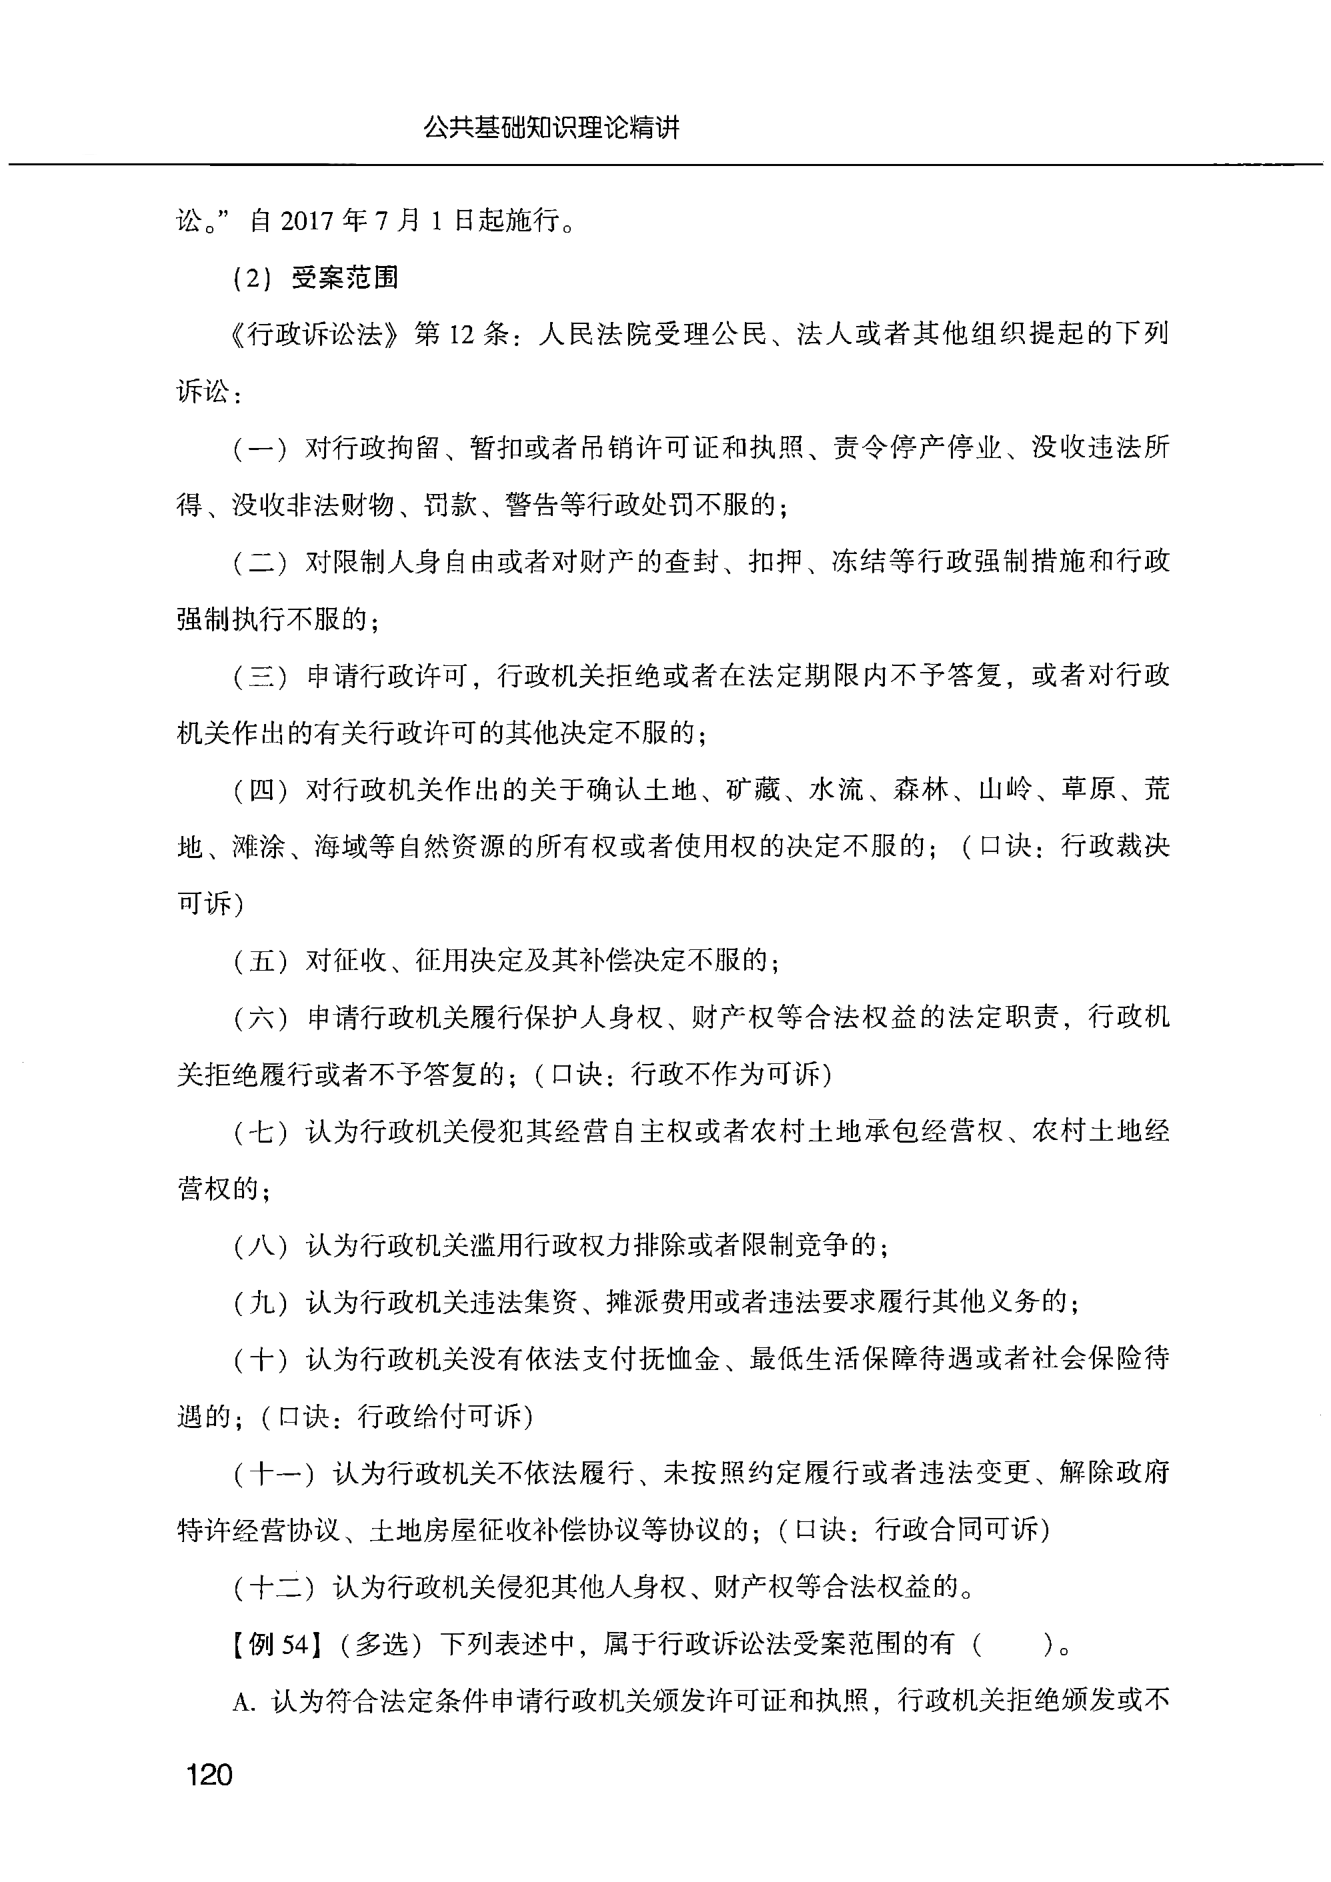 公共基础知识理论精讲
讼。”自 2017 年 7 月 1 日起施行。
(2) 受案范围
《行政诉讼法》第 12 条：人民法院受理公民、法人或者其他组织提起的下列
诉讼：
（一）对行政拘留、暂扣或者吊销许可证和执照、责令停产停业、没收违法所
得、没收非法财物、罚款、警告等行政处罚不服的；
（二）对限制人身自由或者对财产的查封、扣押、冻结等行政强制措施和行政
强制执行不服的；
（三）申请行政许可，行政机关拒绝或者在法定期限内不予答复，或者对行政
机关作出的有关行政许可的其他决定不服的；
（四）对行政机关作出的关于确认土地、矿藏、水流、森林、山岭、草原、荒
地、滩涂、海域等自然资源的所有权或者使用权的决定不服的；（口诀：行政裁决
可诉）
（五）对征收、征用决定及其补偿决定不服的；
（六）申请行政机关履行保护人身权、财产权等合法权益的法定职责，行政机
关拒绝履行或者不予答复的；（口诀：行政不作为可诉）
（七）认为行政机关侵犯其经营自主权或者农村土地承包经营权、农村土地经
营权的；
（八）认为行政机关滥用行政权力排除或者限制竞争的；
（九）认为行政机关违法集资、摊派费用或者违法要求履行其他义务的；
（十）认为行政机关没有依法支付抚恤金、最低生活保障待遇或者社会保险待
遇的；（口诀：行政给付可诉）
（十一）认为行政机关不依法履行、未按照约定履行或者违法变更、解除政府
特许经营协议、土地房屋征收补偿协议等协议的；（口诀：行政合同可诉）
（十二）认为行政机关侵犯其他人身权、财产权等合法权益的。
【例 54】（多选）下列表述中，属于行政诉讼法受案范围的有（　　）。
A. 认为符合法定条件申请行政机关颁发许可证和执照，行政机关拒绝颁发或不
120